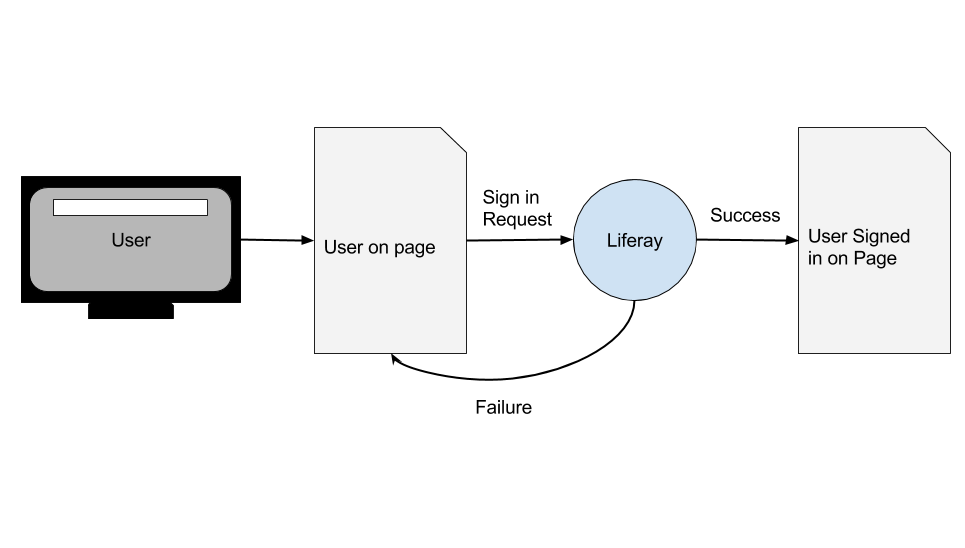 User
User on page
Sign in
Request
Liferay
Success
User Signed
in on Page
Failure